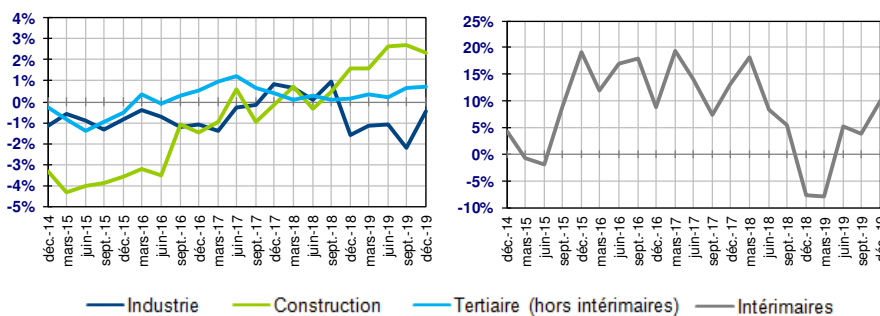 4%
3%
2%
1%
0%
-1%
-2%
-3%
-4%
-5%
déc.-14
mars-15
juin-15
sept.-15
déc.-15
mars-16
juin-16
sept.-16
déc.-16
mars-17
juin-17
sept.-17
déc.-17
mars-18
juin-18
sept.-18
déc.-18
mars-19
juin-19
sept.-19
déc.-19
25%
20%
15%
10%
5%
0%
-5%
-10%
déc.-14
mars-15
juin-15
sept.-15
déc.-15
mars-16
juin-16
sept.-16
déc.-16
mars-17
juin-17
sept.-17
déc.-17
mars-18
juin-18
sept.-18
déc.-18
mars-19
juin-19
sept.-19
Industrie
Construction
Tertiaire (hors intérimaires)
Intérimaires